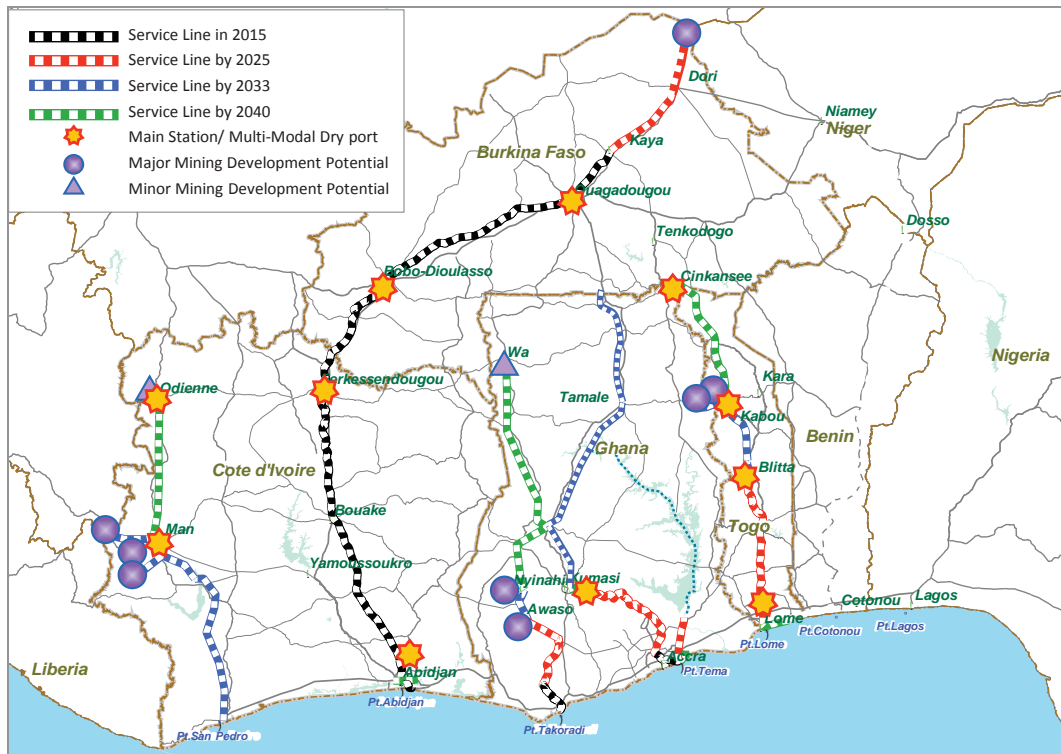 Service Line in 2015
Service Line by 2025
Service Line by 2033
Service Line by 2040
Main Station/ Multi-Modal Dry port
Major Mining Development Potential
Minor Mining Development Potential
Dori
Niamey
Niger
Kaya
Burkina Faso
uagadougou
Dosso
Tenkodogo
Bobo-Dioulasso
Cinkansee
Wa
Nigeria
Odienne
erkessendougou
Tamale
Kara
Kabou
Benin
Ghana
Cote d'Ivoire
Blitta
Bouake
Man
Togo
Yamoussoukro
Nyinahi
Kumasi
Awaso
Cotonou
Lagos
Lome
Pt.Cotonou
Pt.Lagos
Pt.Lome
Liberia
Abidjan
Accra
Pt.Tema
Pt.Abidjan
Pt.San Pedro
Pt.Takoradi